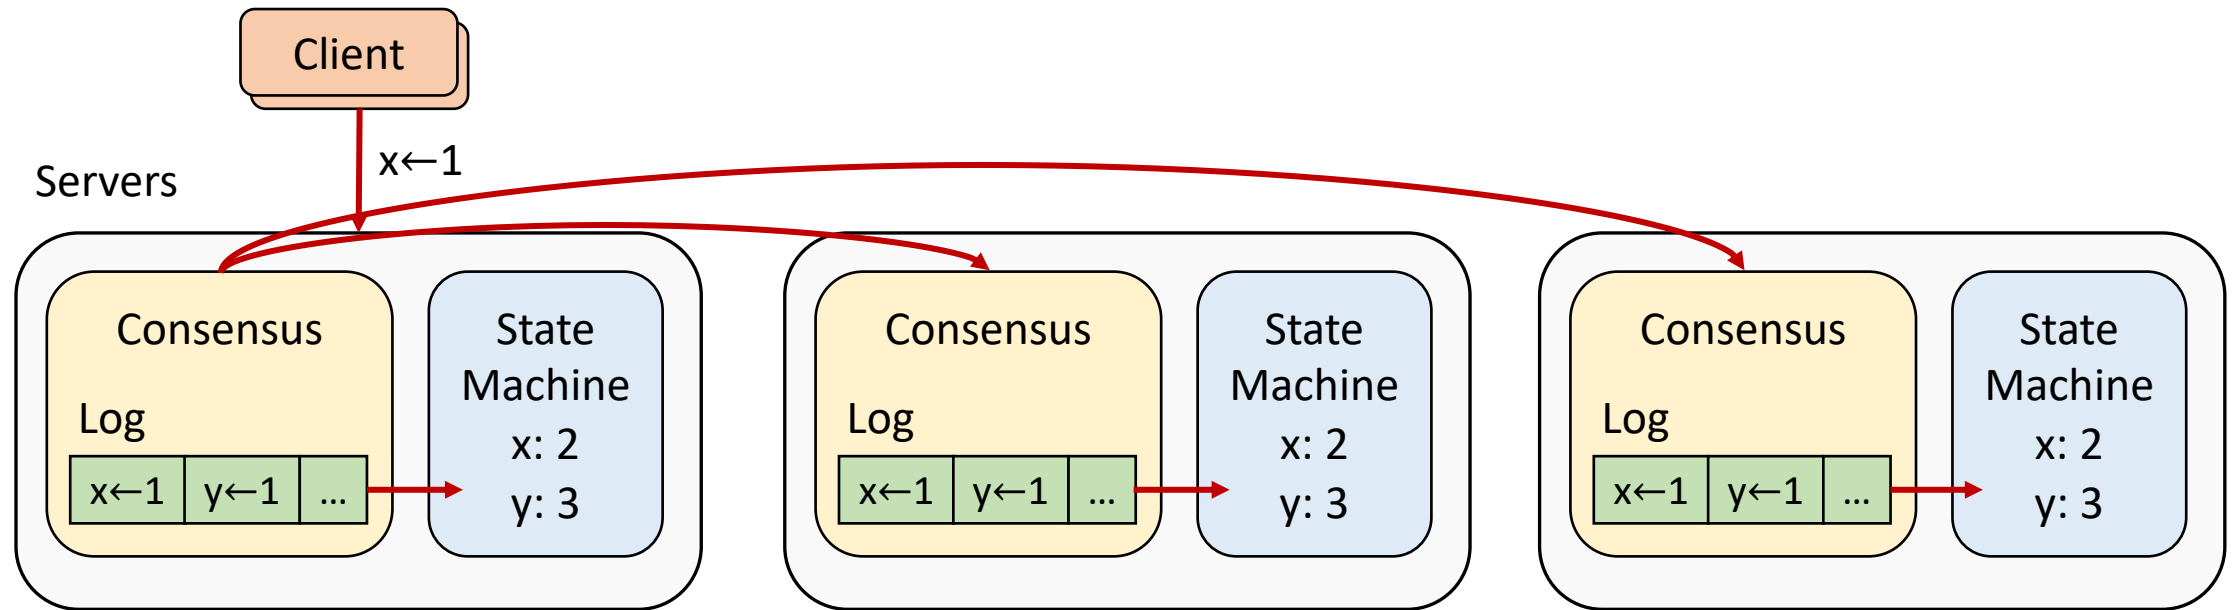 Client
x←1
Servers
Consensus
Log
x←1 y←1 ...
State
Machine
x: 2
y: 3
Consensus
Log
x←1 y←1 ...
State
Machine
x: 2
y: 3
Consensus
Log
x←1 y←1 ...
State
Machine
x: 2
y: 3